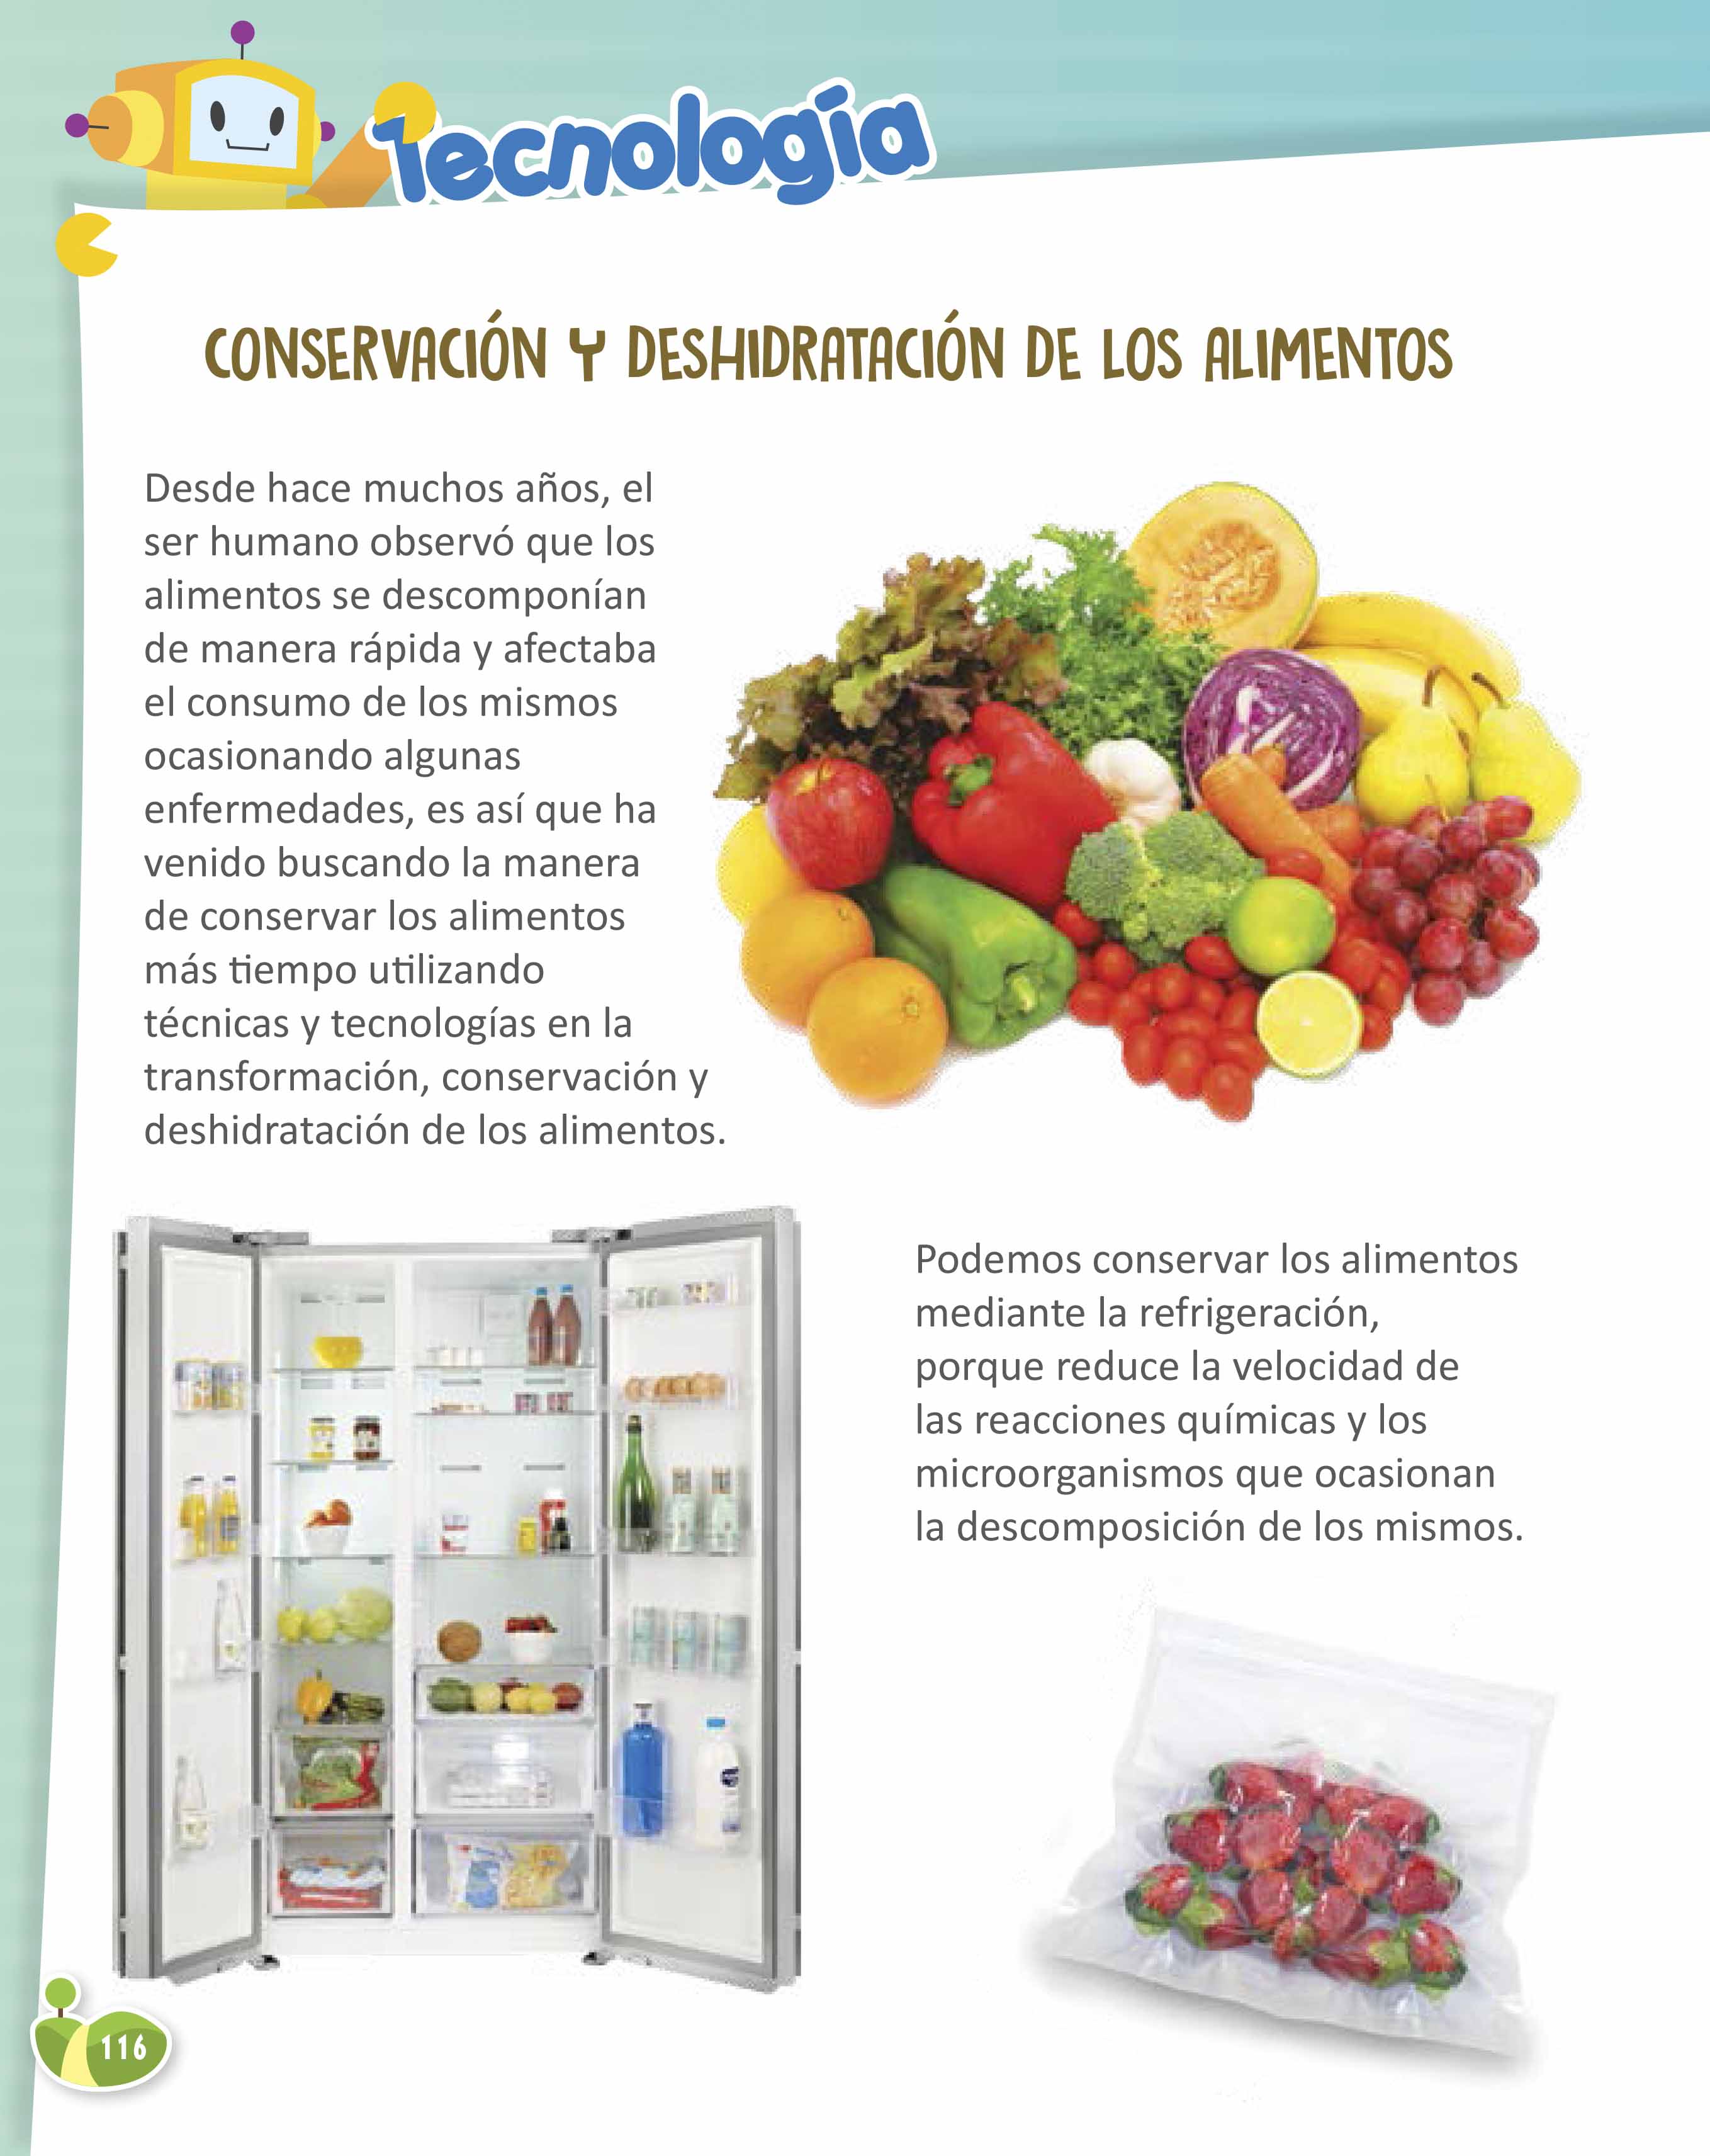 Tecnología
CONSERVACIÓN Y DESHIDRATACIÓN DE LOS ALIMENTOS
Desde hace muchos años, el
ser humano observó que los
alimentos se descomponían
de manera rápida y afectaba
el consumo de los mismos
ocasionando algunas
enfermedades, es así que ha
venido buscando la manera
de conservar los alimentos
más tiempo utilizando
técnicas y tecnologías en la
transformación, conservación y
deshidratación de los alimentos.
Podemos conservar los alimentos
mediante la refrigeración,
porque reduce la velocidad de
las reacciones químicas y los
microorganismos que ocasionan
la descomposición de los mismos.
116